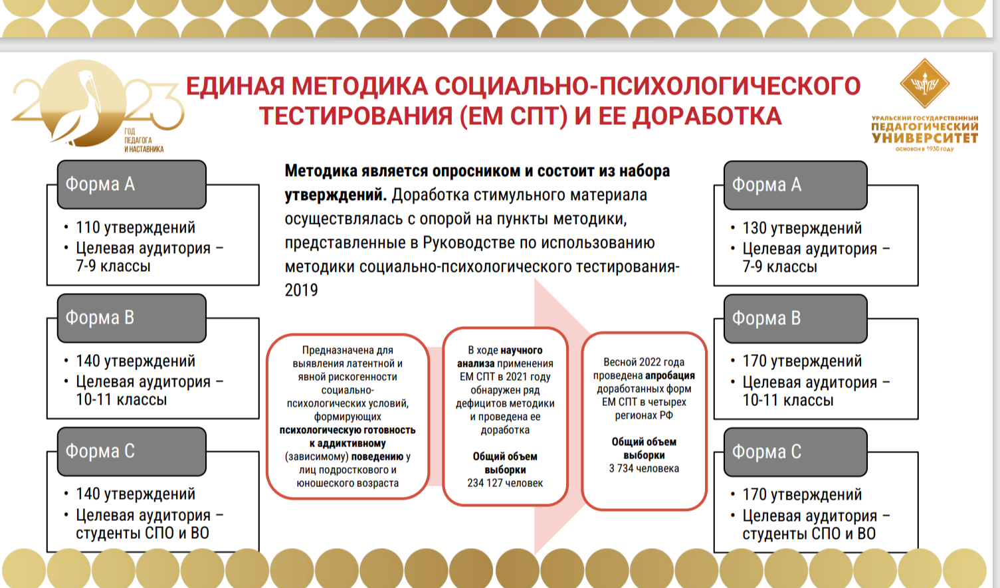 2023
ГОД
ПЕДАГОГА
И НАСТАВНИКА
ЕДИНАЯ МЕТОДИКА СОЦИАЛЬНО-ПСИХОЛОГИЧЕСКОГО
ТЕСТИРОВАНИЯ (ЕМ СПТ) И ЕЕ ДОРАБОТКА
УрГПУ
УРАЛЬСКИЙ ГОСУДАРСТВЕННЫЙ
ПЕДАГОГИЧЕСКИЙ
УНИВЕРСИТЕТ
основан в 1930 году
Форма А
• 110 утверждений
• Целевая аудитория –
7-9 классы
Форма В
• 140 утверждений
• Целевая аудитория –
10-11 классы
Форма С
• 140 утверждений
• Целевая аудитория –
студенты СПО и ВО
Методика является опросником и состоит из набора
утверждений. Доработка стимульного материала
осуществлялась с опорой на пункты методики,
представленные в Руководстве по использованию
методики социально-психологического тестирования-
2019
Предназначена для
выявления латентной и
явной рискогенности
социально-
психологических условий,
формирующих
психологическую готовность
к аддиктивному
(зависимому) поведению у
лиц подросткового и
юношеского возраста
В ходе научного
анализа применения
ЕМ СПТ в 2021 году
обнаружен ряд
дефицитов методики
и проведена ее
доработка
Общий объем
выборки
234 127 человек
Весной 2022 года
проведена апробация
доработанных форм
ЕМ СПТ в четырех
регионах РФ
Общий объем
выборки
3 734 человека
Форма А
• 130 утверждений
• Целевая аудитория –
7-9 классы
Форма В
• 170 утверждений
• Целевая аудитория –
10-11 классы
Форма С
• 170 утверждений
• Целевая аудитория –
студенты СПО и ВО